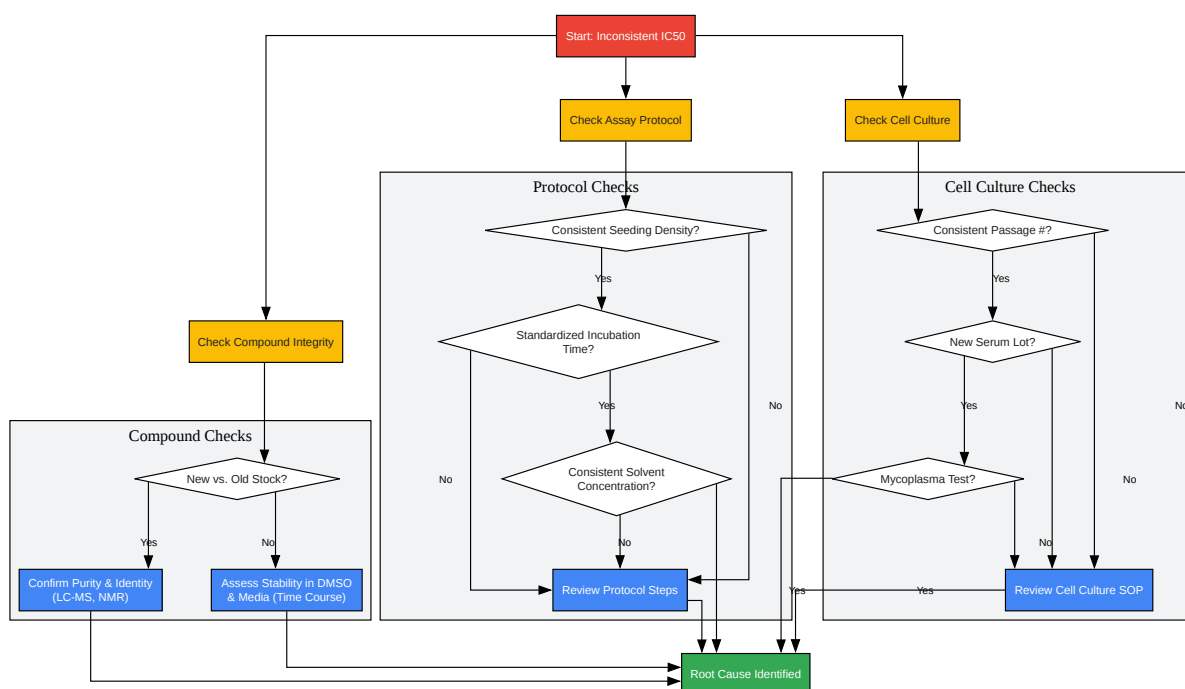 Start: Inconsistent IC50
Check Assay Protocol
Check Cell Culture
Protocol Checks
Cell Culture Checks
Consistent Seeding Density?
Consistent Passage #?
Yes
Yes
Check Compound Integrity
Standardized Incubation
Time?
New Serum Lot?
Yes
No
Yes
No
Compound Checks
New vs. Old Stock?
No
Consistent Solvent
Concentration?
Mycoplasma Test?
No
Yes
No
No
No
Confirm Purity & Identity
(LC-MS, NMR)
Assess Stability in DMSO
& Media (Time Course)
Review Protocol Steps
Yes
Yes
Review Cell Culture SOP
Root Cause Identified